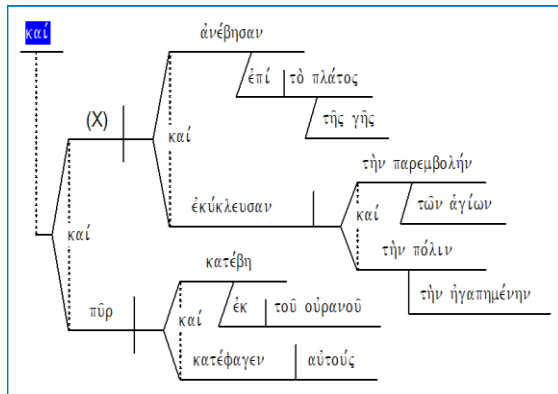 καί
ἀνέβησαν
ἐπί τὸ πλάτος
τῆς γῆς
(X)
καί
τὴν παρεμβολήν
τῶν ἁγίων
ἐκύκλευσαν
καί
τὴν πόλιν
τὴν ἠγαπημένην
καί
κατέβη
ἐκ τοῦ οὐρανοῦ
πῦρ
καί
κατέφαγεν αὐτούς